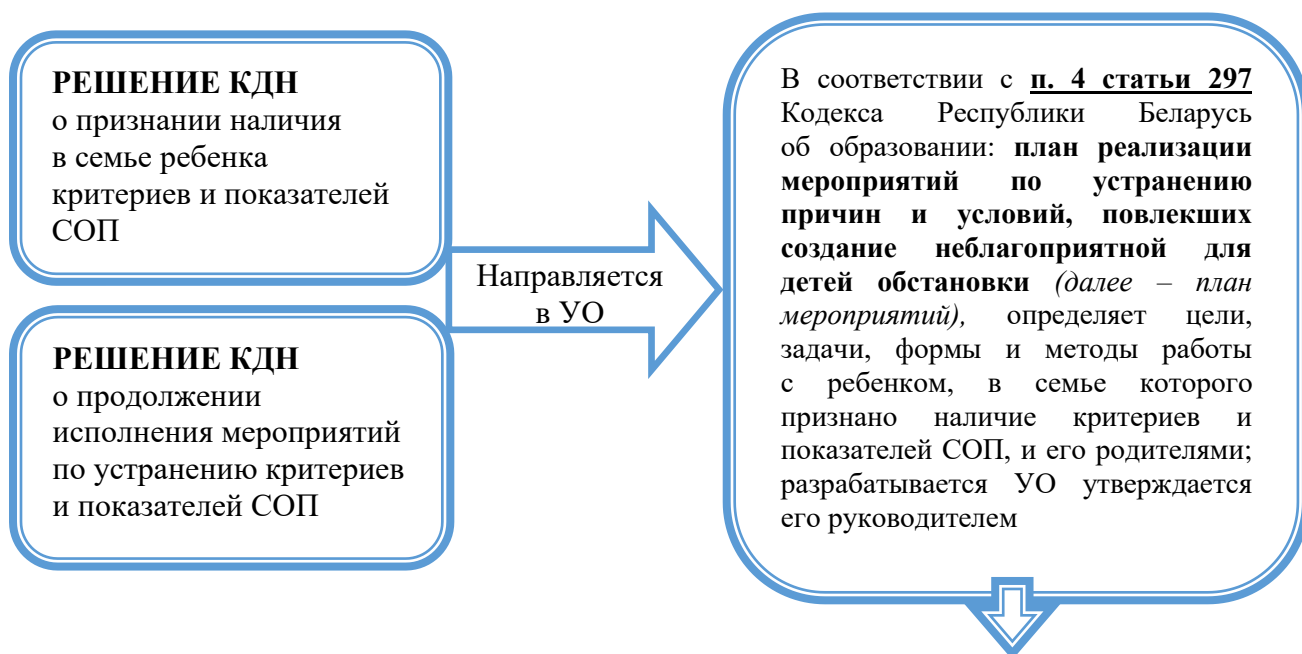 РЕШЕНИЕ КДН
о признании наличия
в семье ребенка
критериев и показателей
СОП
РЕШЕНИЕ КДН
о продолжении
исполнения мероприятий
по устранению критериев
и показателей СОП
Направляется
в УО
В соответствии с п. 4 статьи 297
Кодекса Республики Беларусь
об образовании: план реализации
мероприятий по устранению
причин и условий, повлекших
создание неблагоприятной для
детей обстановки (далее – план
мероприятий), определяет цели,
задачи, формы и методы работы
с ребенком, в семье которого
признано наличие критериев и
показателей СОП, и его родителями;
разрабатывается УО утверждается
его руководителем